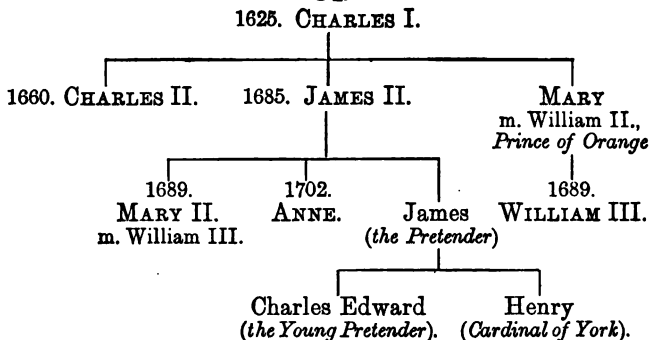 1625. CHARLES I.
1660. CHARLES II. 1685. JAMES II. MARY
m. William II.,
Prince of Orange
1689. 1702. 1689.
MARY II. ANNE. James WILLIAM III.
m. William III. (the Pretender)
Charles Edward Henry
(the Young Pretender). (Cardinal of York).